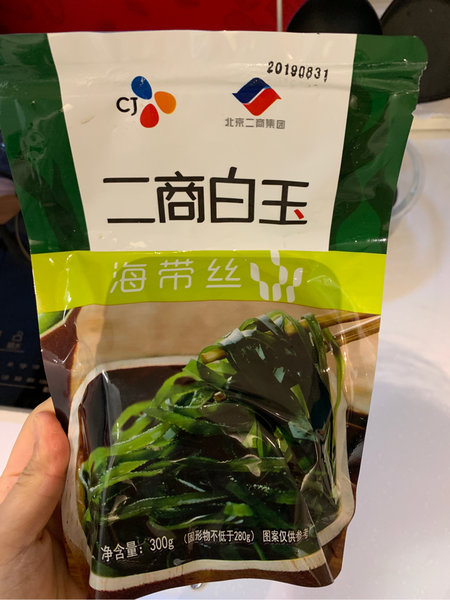 20190831
CJ
北京二商集团
二商白玉
海带丝
净含量：300g （固形物不低于280g） 图案仅供参考